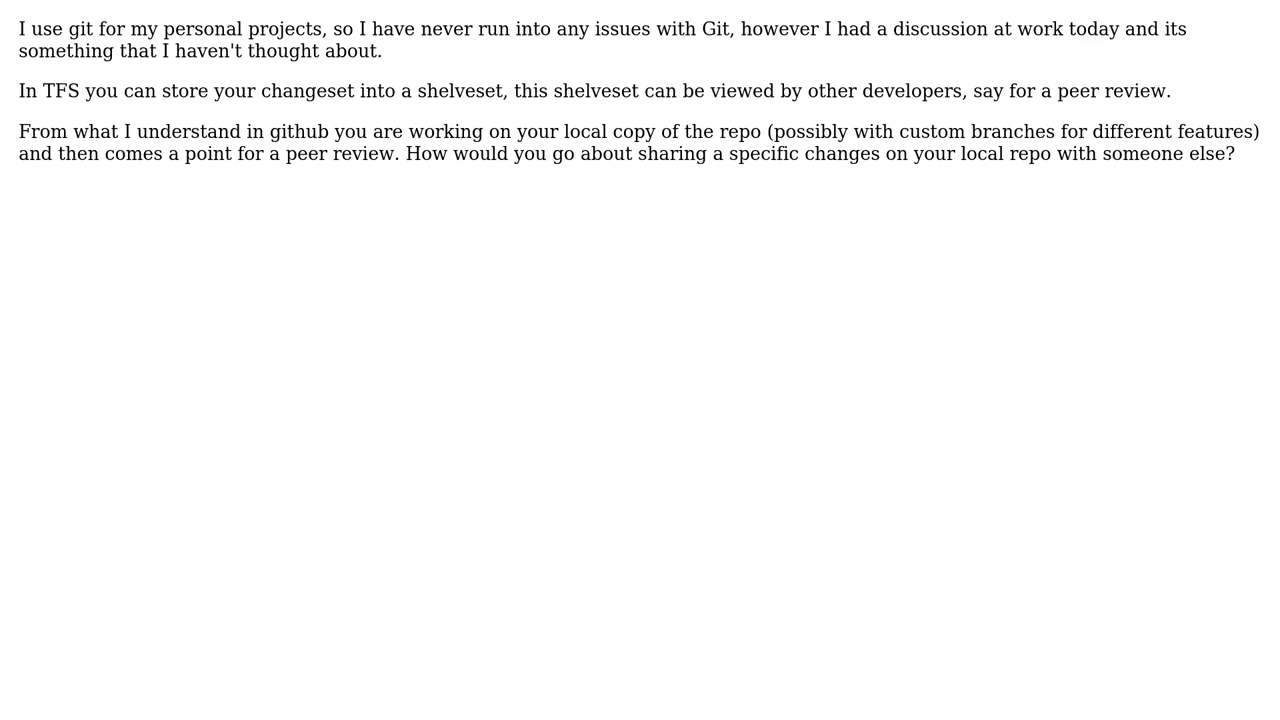 I use git for my personal projects, so I have never run into any issues with Git, however I had a discussion at work today and its
something that I haven't thought about.
In TFS you can store your changeset into a shelveset, this shelveset can be viewed by other developers, say for a peer review.
From what I understand in github you are working on your local copy of the repo (possibly with custom branches for different features)
and then comes a point for a peer review. How would you go about sharing a specific changes on your local repo with someone else?